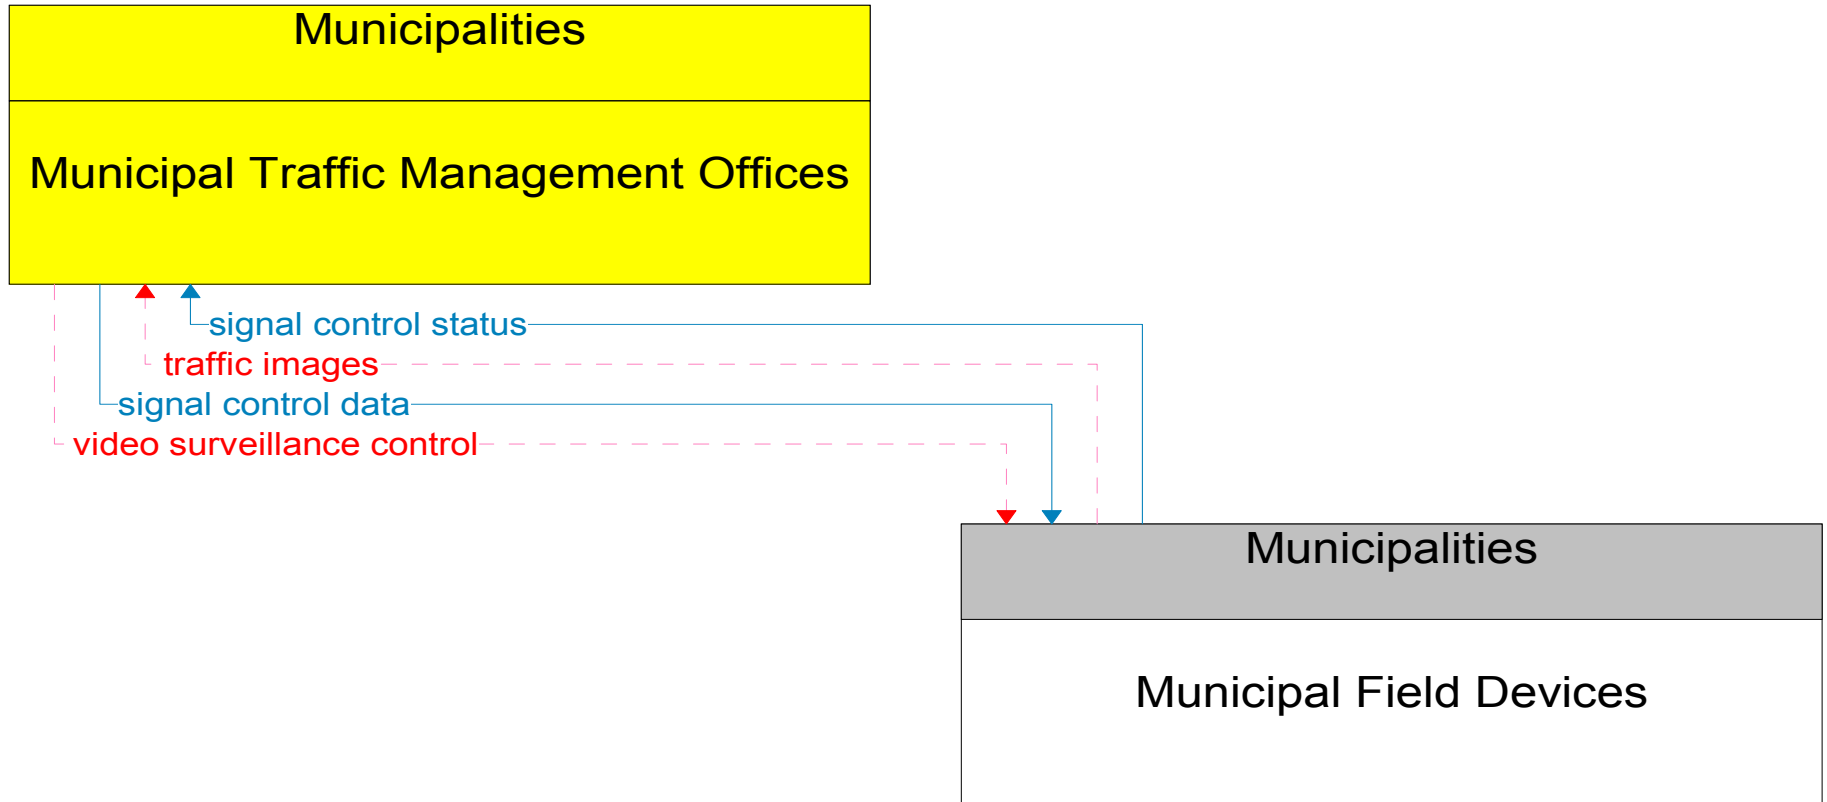 Municipalities
Municipal Traffic Management Offices
signal control status
traffic images
signal control data
video surveillance control
Municipalities
Municipal Field Devices